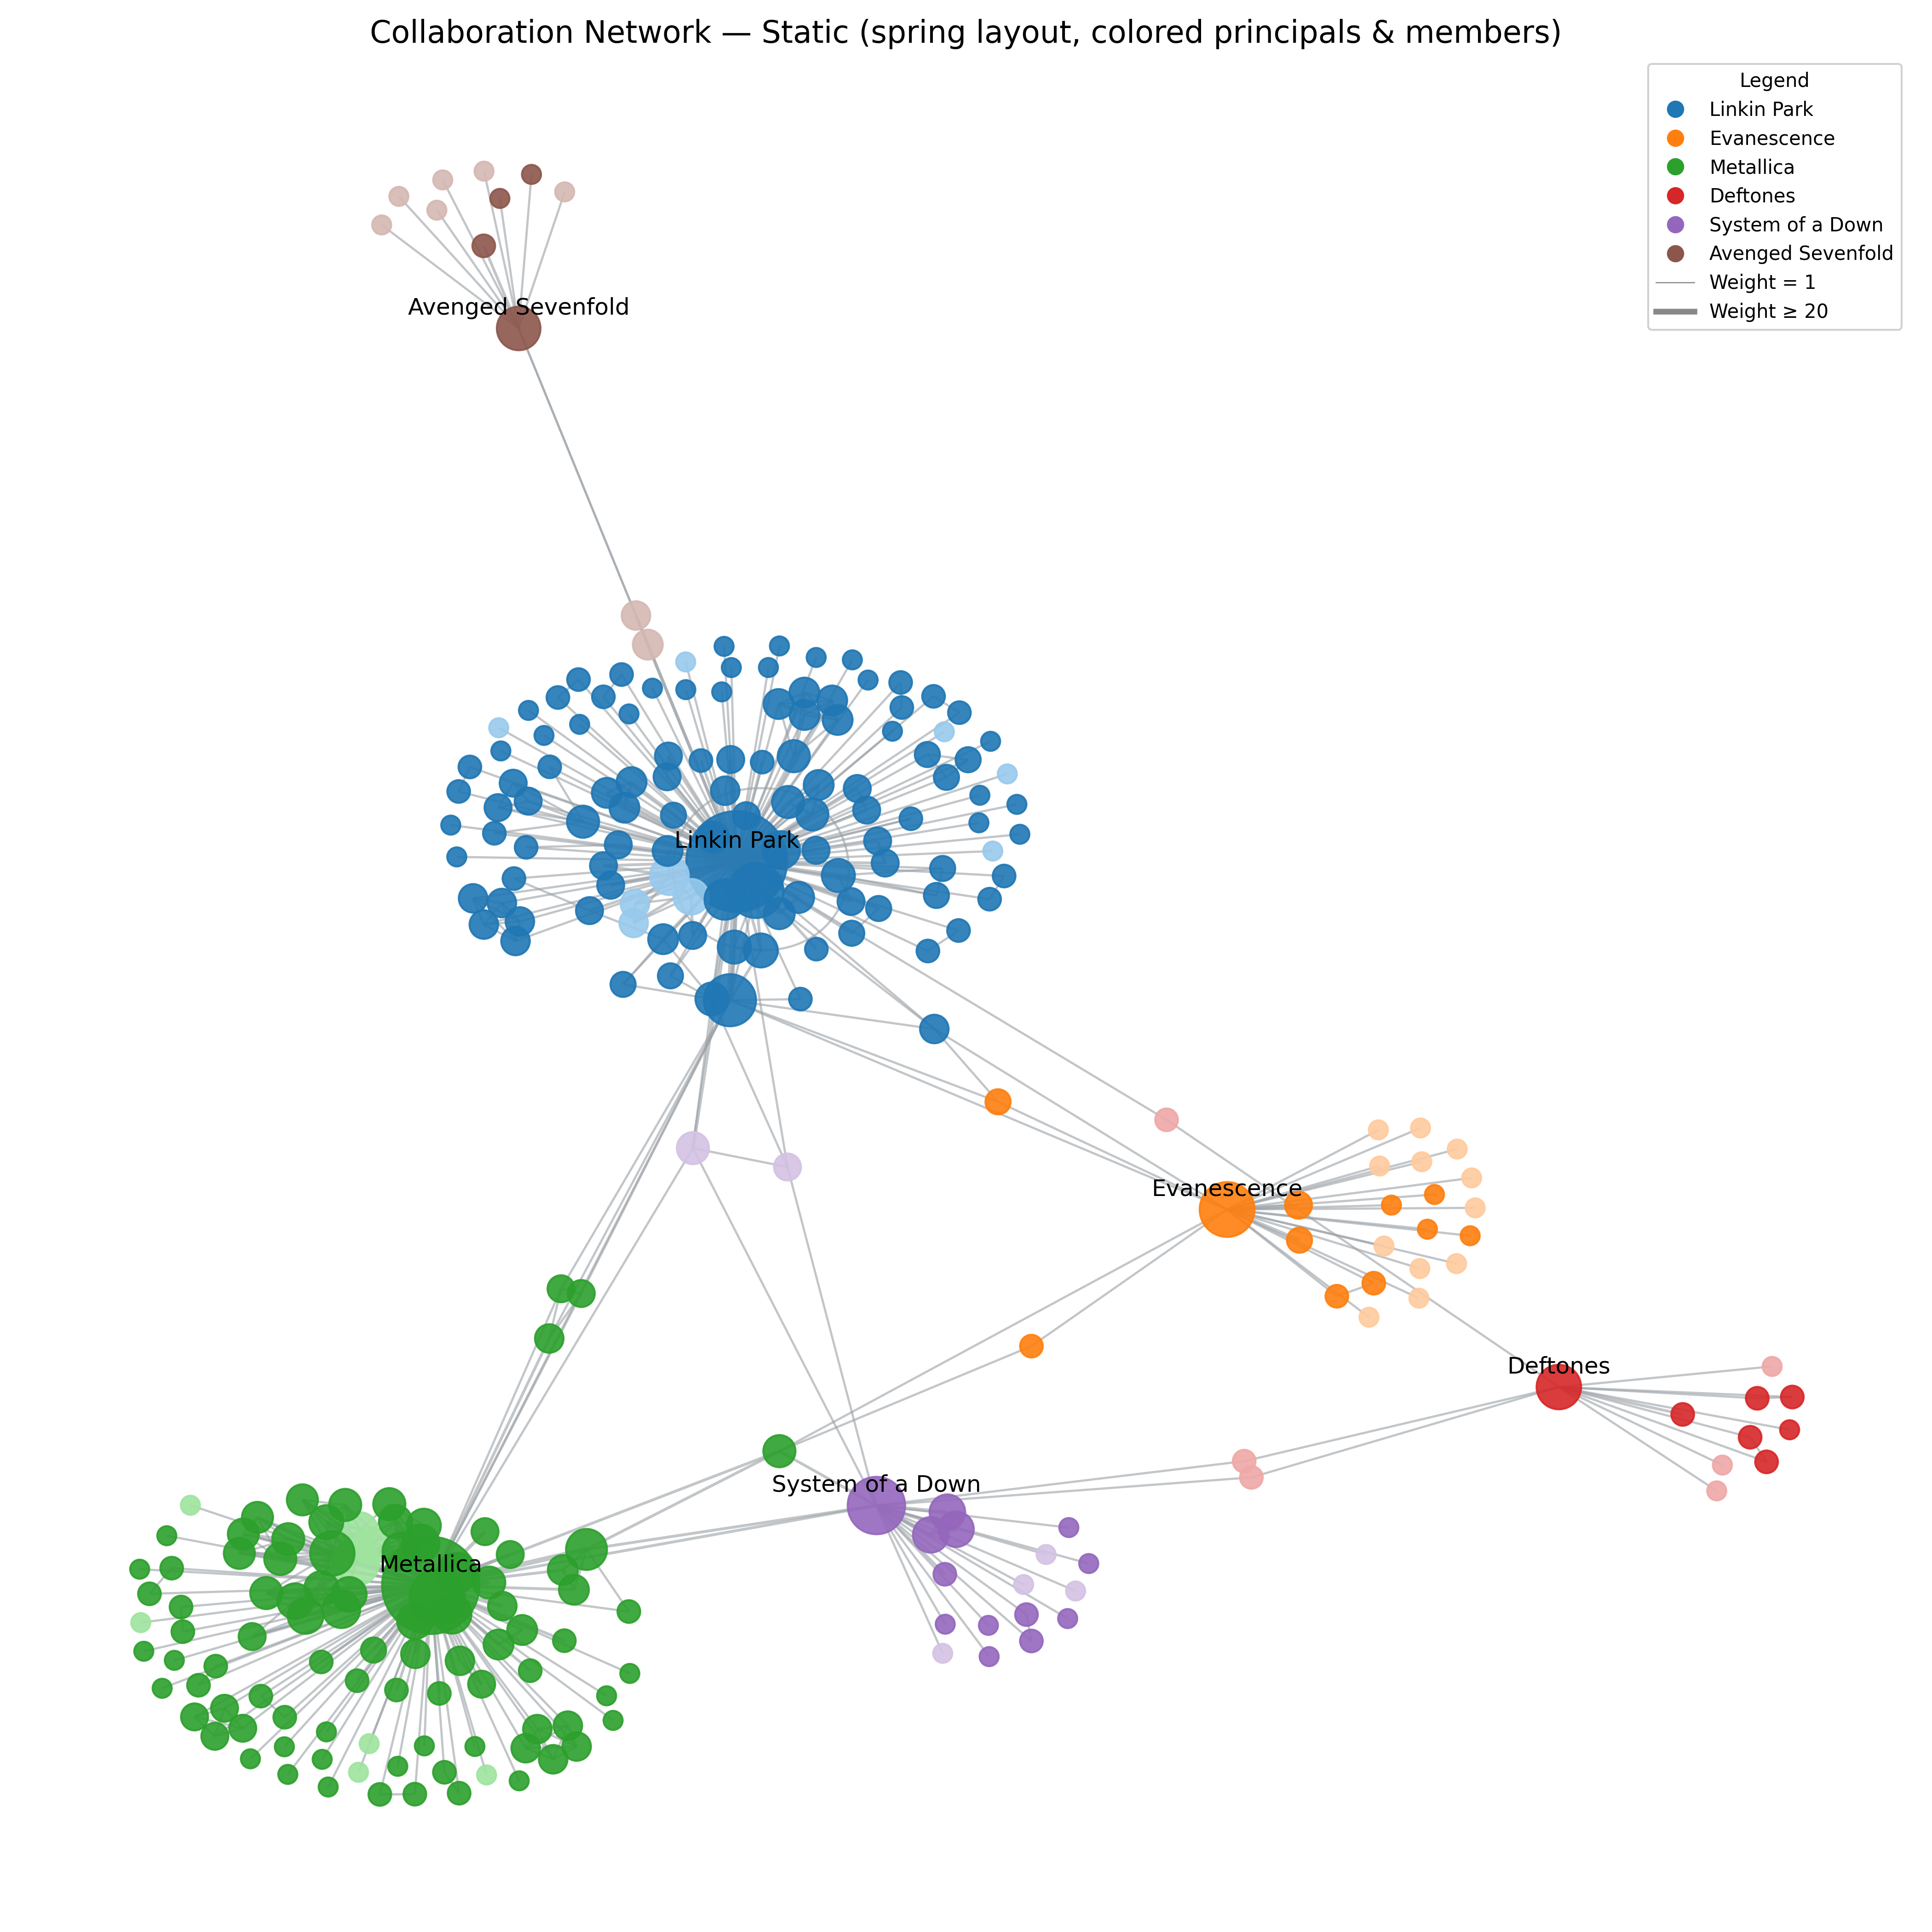 Collaboration Network — Static (spring layout, colored principals & members)
Legend
Linkin Park
Evanescence
Metallica
Deftones
System of a Down
Avenged Sevenfold
Weight = 1
Weight ≥ 20
Avenged Sevenfold
Linkin Park
Evanescence
Deftones
System of a Down
Metallica